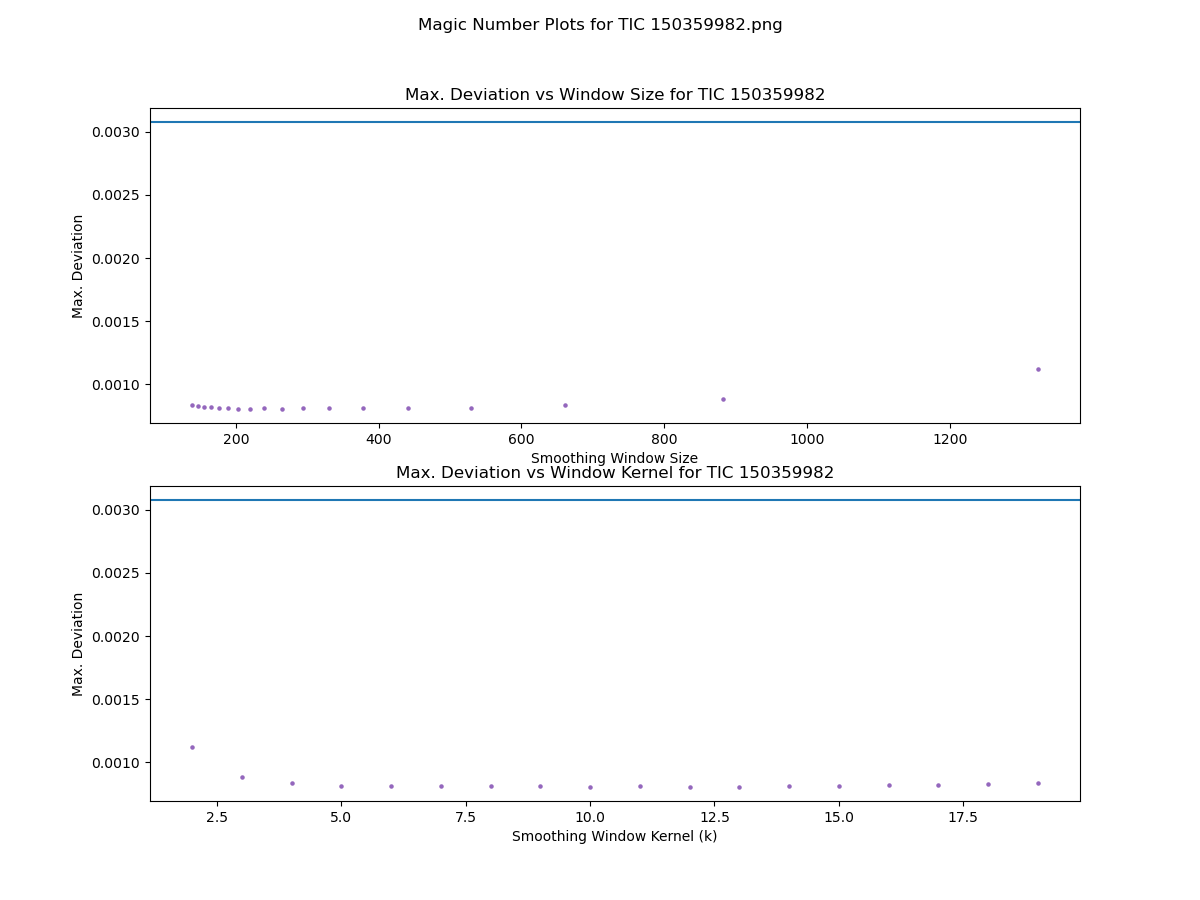 Magic Number Plots for TIC 150359982.png
Max. Deviation vs Window Size for TIC 150359982
0.0030
0.0025
0.0020
0.0015
0.0010
Max. Deviation
200 400 600 800 1000 1200
Smoothing Window Size
Max. Deviation vs Window Kernel for TIC 150359982
0.0030
0.0025
0.0020
0.0015
0.0010
Max. Deviation
2.5 5.0 7.5 10.0 12.5 15.0 17.5
Smoothing Window Kernel (k)